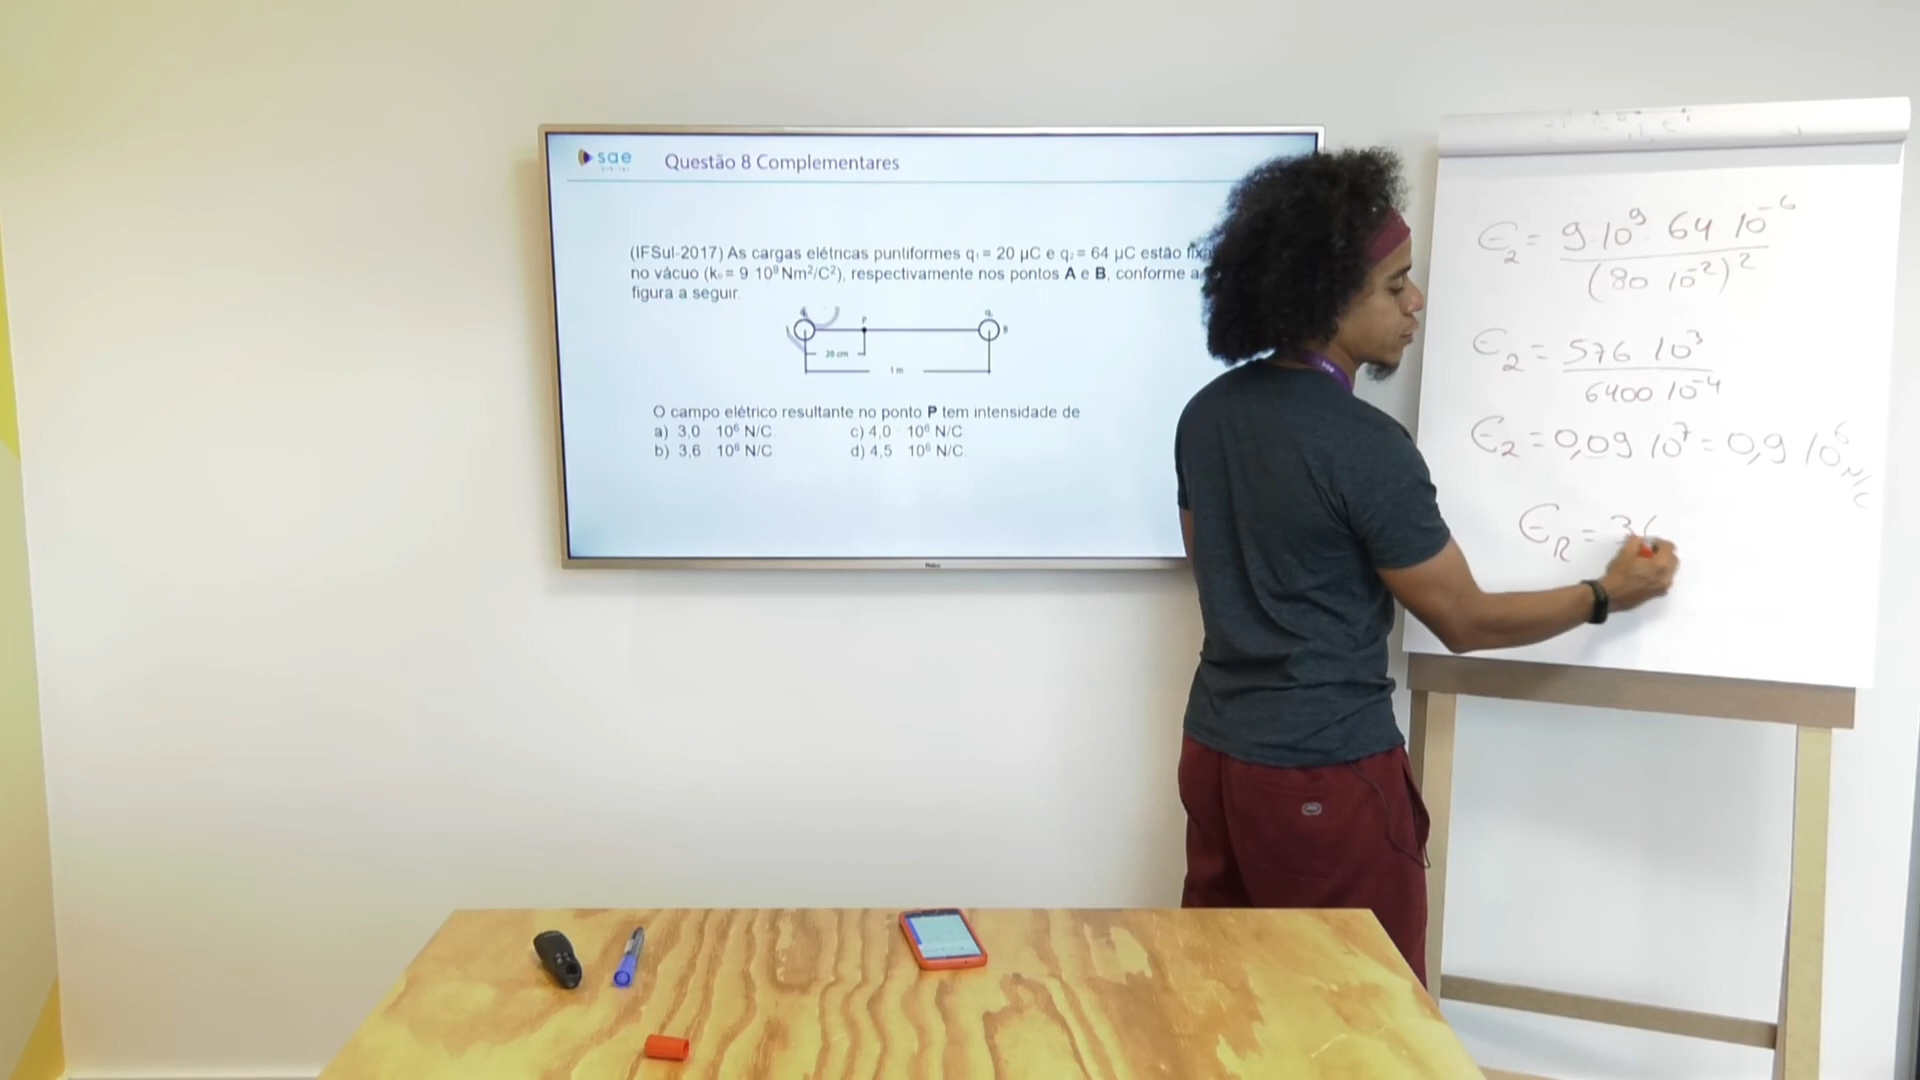 sae
DIGITAL
Questão 8 Complementares
(IFSul-2017) As cargas elétricas puntiformes q₁ = 20 µC e q₂ = 64 µC estão
no vácuo (k₀ = 9 10⁹ Nm²/C²), respectivamente nos pontos A e B, conforme a
figura a seguir.
P
B
20 cm
1 m
O campo elétrico resultante no ponto P tem intensidade de
a) 3,0 10⁶ N/C
c) 4,0 · 10⁶ N/C
b) 3,6 10⁶ N/C
d) 4,5 10⁶ N/C
Philco
E₂ = 9·10⁹ 64 10⁻⁶
(80 10⁻²)²
E₂ = 576 10³
6400 10⁻⁴
E₂ = 0,09 10⁷ = 0,9 10⁶ N/C
E_R = 3